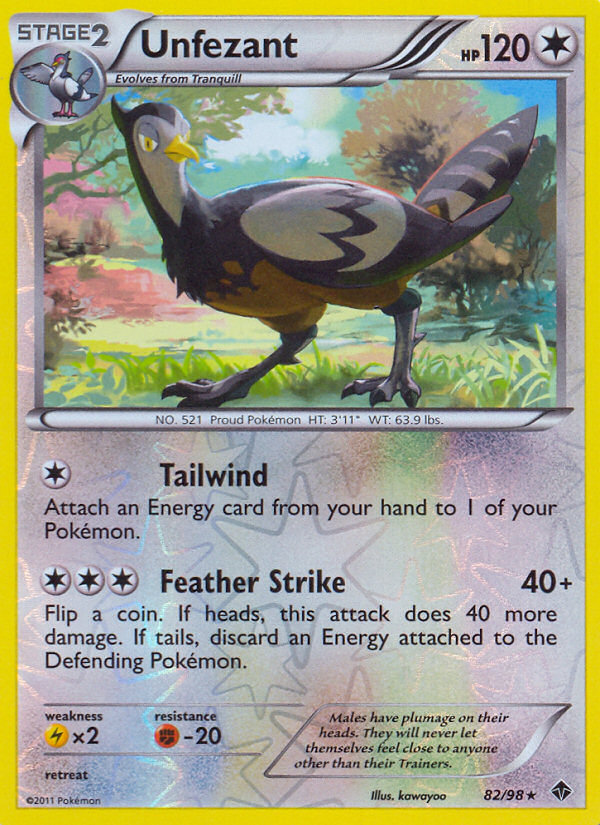 STAGE2
Unfezant
HP120
Evolves from Tranquill
NO. 521 Proud Pokémon HT: 3'11" WT: 63.9 lbs.
Tailwind
Attach an Energy card from your hand to 1 of your
Pokémon.
Feather Strike 40+
Flip a coin. If heads, this attack does 40 more
damage. If tails, discard an Energy attached to the
Defending Pokémon.
weakness
×2
resistance
-20
retreat
Males have plumage on their
heads. They will never let
themselves feel close to anyone
other than their Trainers.
©2011 Pokémon
Illus. kawayoo
82/98★